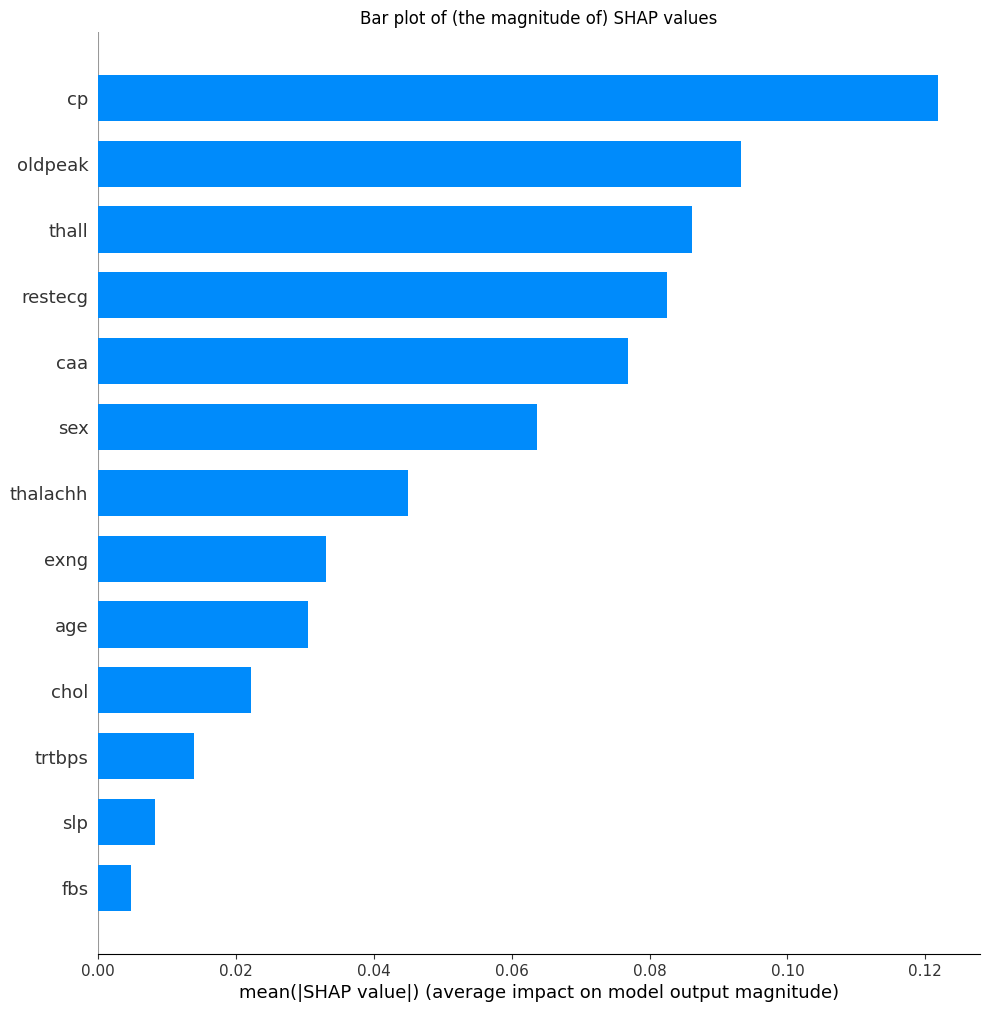 Bar plot of (the magnitude of) SHAP values
cp
oldpeak
thall
restecg
caa
sex
thalachh
exng
age
chol
trtbps
slp
fbs
0.00 0.02 0.04 0.06 0.08 0.10 0.12
mean(|SHAP value|) (average impact on model output magnitude)